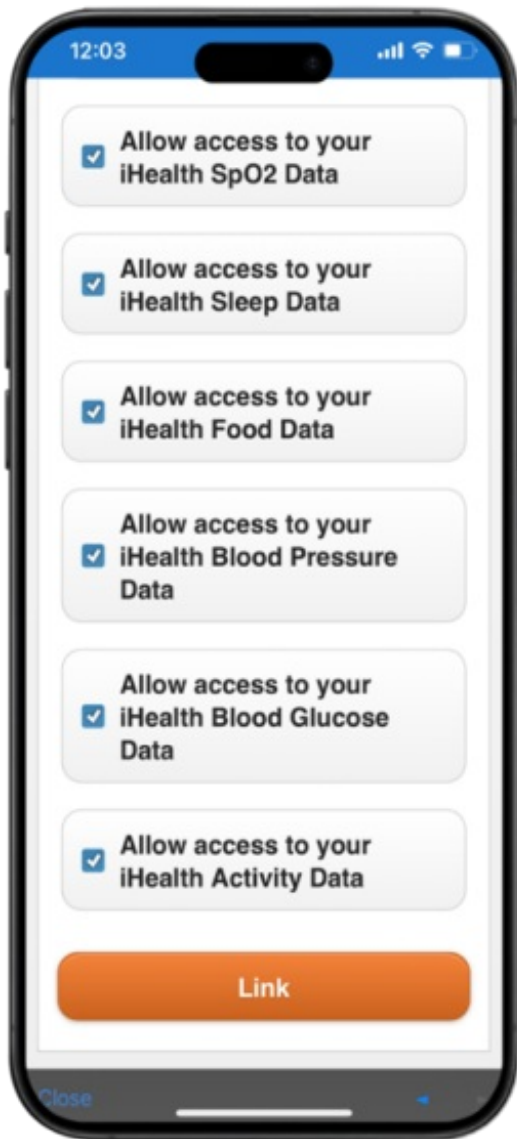 12:03
Allow access to your
iHealth SpO2 Data
Allow access to your
iHealth Sleep Data
Allow access to your
iHealth Food Data
Allow access to your
iHealth Blood Pressure
Data
Allow access to your
iHealth Blood Glucose
Data
Allow access to your
iHealth Activity Data
Link
Close